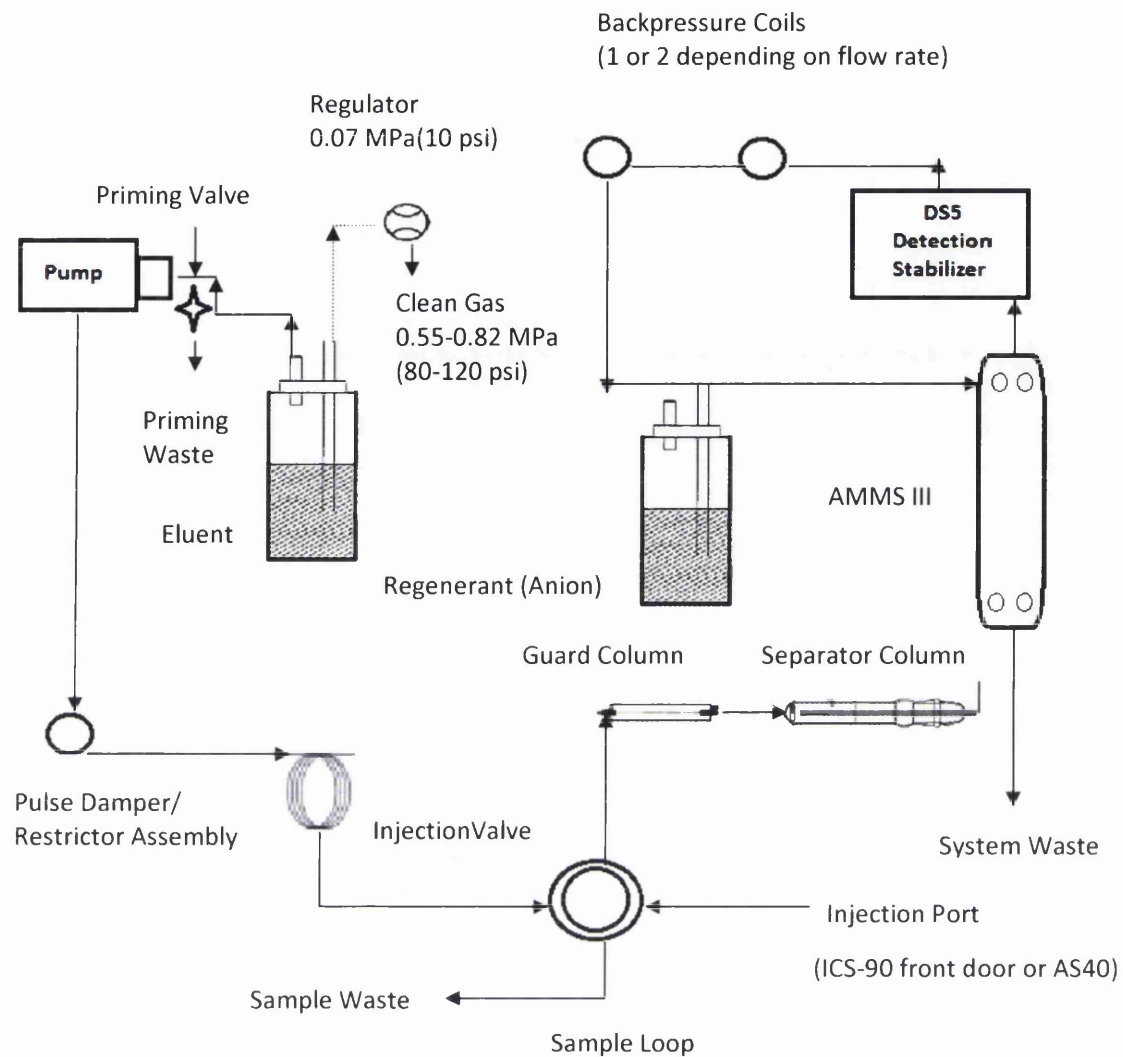 Backpressure Coils
(1 or 2 depending on flow rate)
Regulator
0.07 MPa(10 psi)
Priming Valve
Pump
DS5
Detection
Stabilizer
Clean Gas
0.55-0.82 MPa
(80-120 psi)
Priming
Waste
Eluent
AMMS III
Regenerant (Anion)
Guard Column
Separator Column
Pulse Damper/
Restrictor Assembly
InjectionValve
System Waste
Injection Port
(ICS-90 front door or AS40)
Sample Waste
Sample Loop